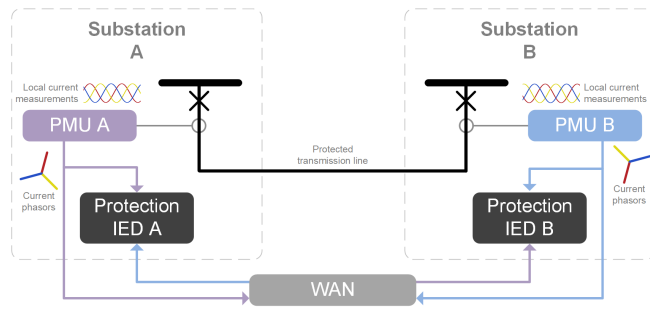 Substation
A
Substation
B
Local current
measurements
Local current
measurements
PMU A
PMU B
Protected
transmission line
Current
phasors
Current
phasors
Protection
IED A
Protection
IED B
WAN